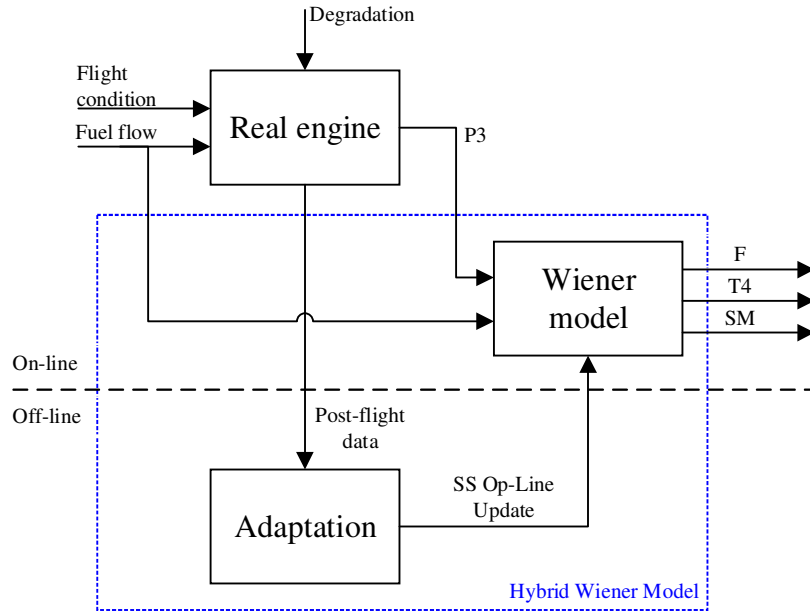 Degradation
Flight
condition
Fuel flow
Real engine
P3
Wiener
model
F
T4
SM
On-line
Off-line
Post-flight
data
Adaptation
SS Op-Line
Update
Hybrid Wiener Model